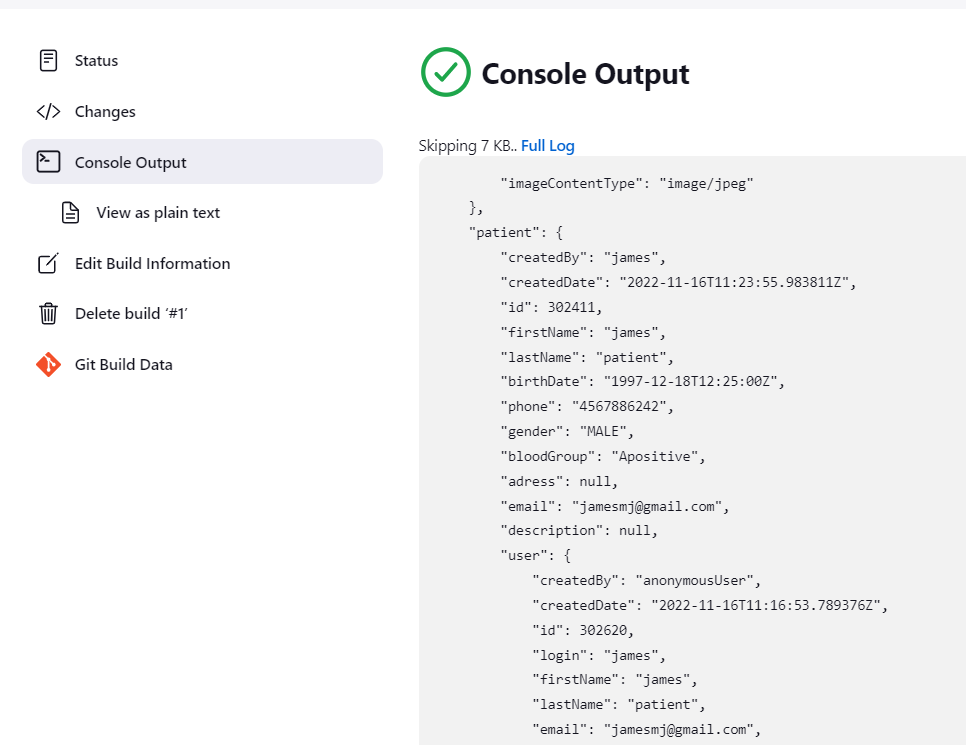 Status
Changes
Console Output
View as plain text
Edit Build Information
Delete build ‘#1’
Git Build Data
Console Output
Skipping 7 KB.. Full Log
"imageContentType": "image/jpeg"
},
"patient": {
"createdBy": "james",
"createdDate": "2022-11-16T11:23:55.983811Z",
"id": 302411,
"firstName": "james",
"lastName": "patient",
"birthDate": "1997-12-18T12:25:00Z",
"phone": "4567886242",
"gender": "MALE",
"bloodGroup": "Apositive",
"adress": null,
"email": "jamesmj@gmail.com",
"description": null,
"user": {
"createdBy": "anonymousUser",
"createdDate": "2022-11-16T11:16:53.789376Z",
"id": 302620,
"login": "james",
"firstName": "james",
"lastName": "patient",
"email": "jamesmj@gmail.com",